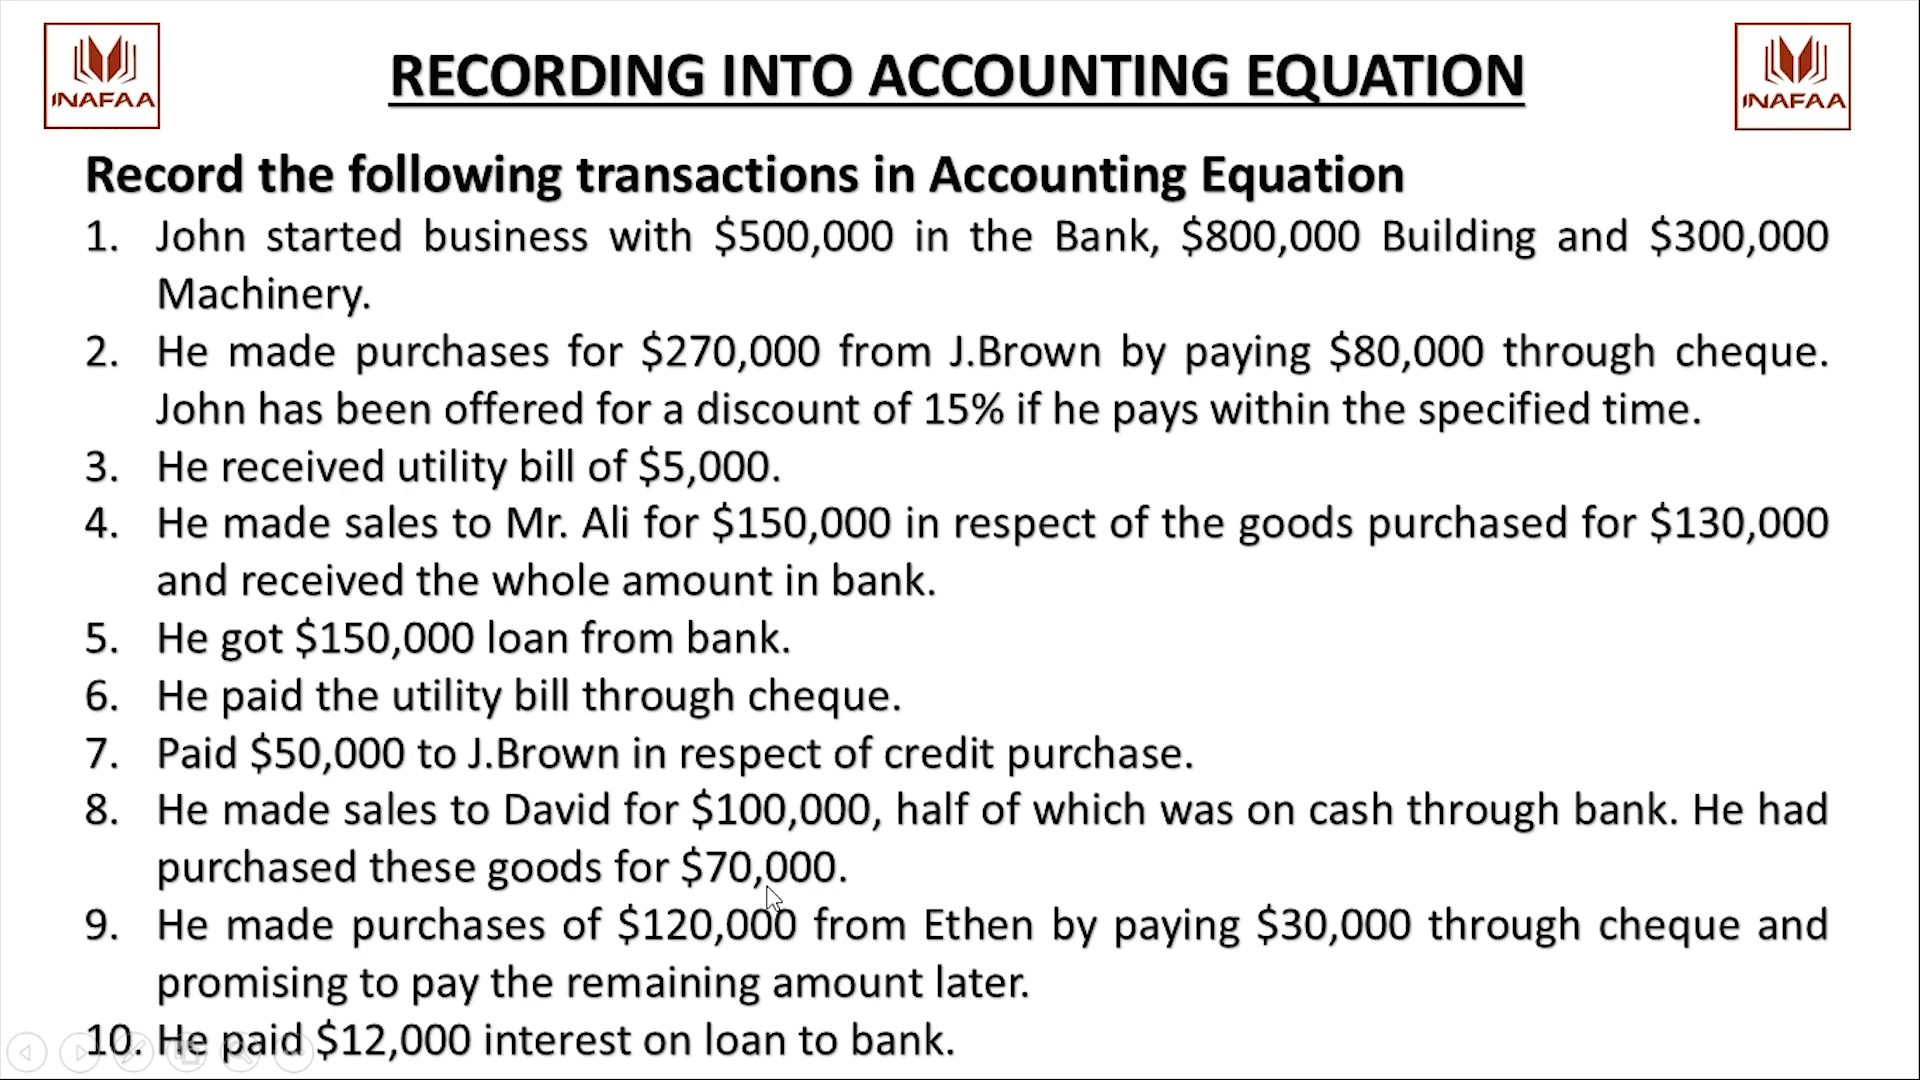 INAFAA
RECORDING INTO ACCOUNTING EQUATION
INAFAA
Record the following transactions in Accounting Equation
1. John started business with $500,000 in the Bank, $800,000 Building and $300,000
Machinery.
2. He made purchases for $270,000 from J.Brown by paying $80,000 through cheque.
John has been offered for a discount of 15% if he pays within the specified time.
3. He received utility bill of $5,000.
4. He made sales to Mr. Ali for $150,000 in respect of the goods purchased for $130,000
and received the whole amount in bank.
5. He got $150,000 loan from bank.
6. He paid the utility bill through cheque.
7. Paid $50,000 to J.Brown in respect of credit purchase.
8. He made sales to David for $100,000, half of which was on cash through bank. He had
purchased these goods for $70,000.
9. He made purchases of $120,000 from Ethen by paying $30,000 through cheque and
promising to pay the remaining amount later.
10. He paid $12,000 interest on loan to bank.